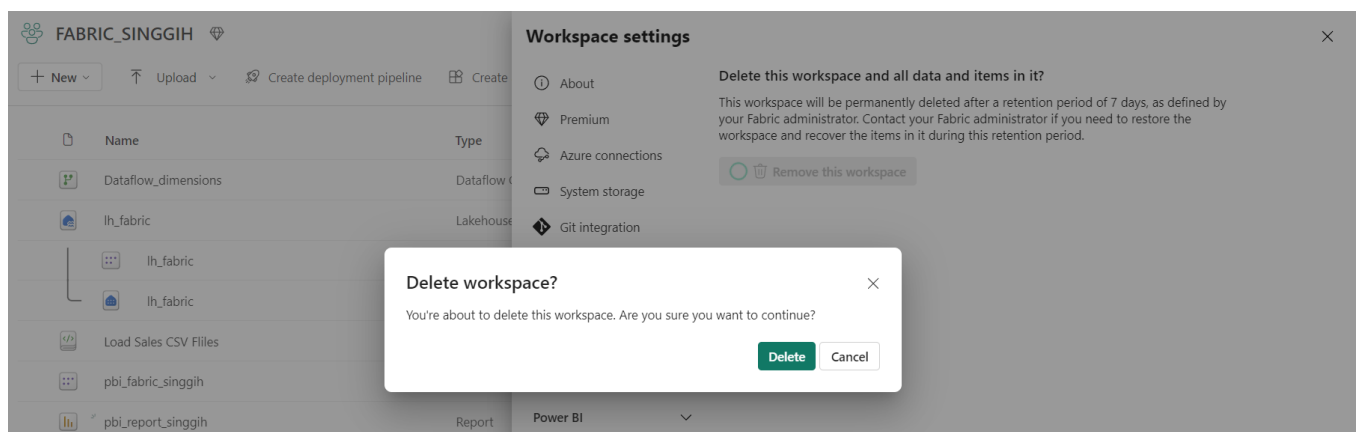 FABRIC_SINGGIH
New
Upload
Create deployment pipeline
Create
Name
Type
Dataflow_dimensions
Dataflow G
lh_fabric
Lakehouse
lh_fabric
lh_fabric
Load Sales CSV Fliles
pbi_fabric_singgih
pbi_report_singgih
Report
Workspace settings
About
Premium
Azure connections
System storage
Git integration
Power BI
Delete this workspace and all data and items in it?
This workspace will be permanently deleted after a retention period of 7 days, as defined by
your Fabric administrator. Contact your Fabric administrator if you need to restore the
workspace and recover the items in it during this retention period.
Remove this workspace
Delete workspace?
You're about to delete this workspace. Are you sure you want to continue?
Delete
Cancel